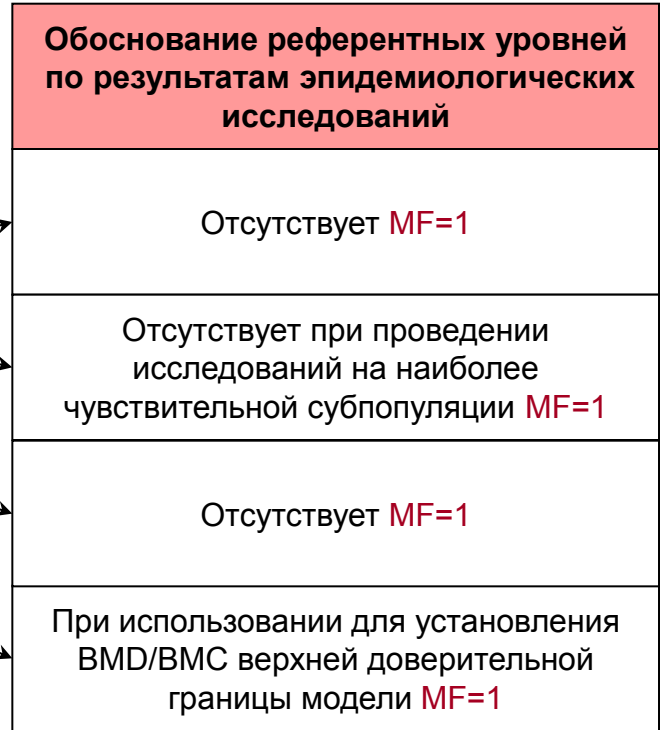 Обоснование референтных уровней
по результатам эпидемиологических
исследований
Отсутствует MF=1
Отсутствует при проведении
исследований на наиболее
чувствительной субпопуляции MF=1
Отсутствует MF=1
При использовании для установления
BMD/BMC верхней доверительной
границы модели MF=1